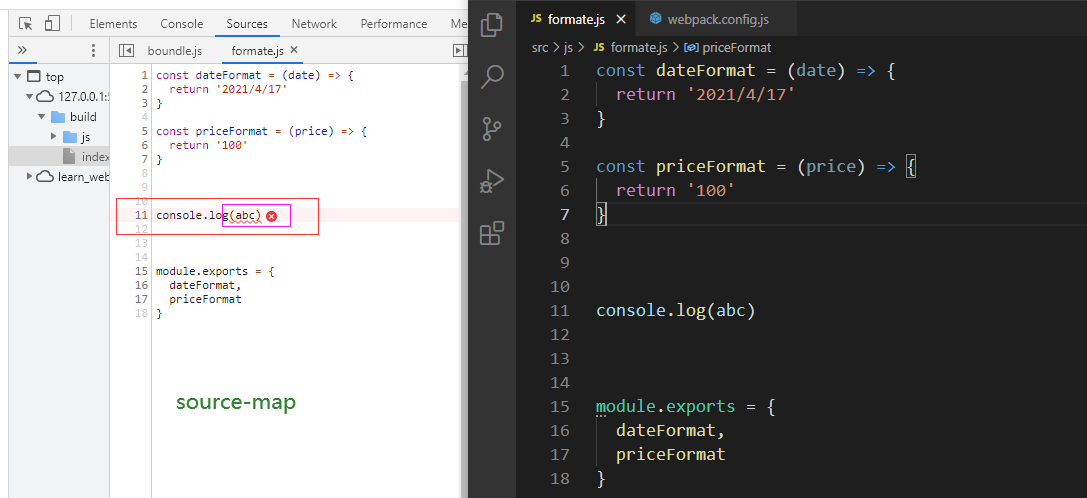 Elements Console Sources Network Performance Me
» boundle.js formate.js ×
top
127.0.0.1:5
build
js
index
learn_web
1 const dateFormat = (date) => {
2 return '2021/4/17'
3 }
4
5 const priceFormat = (price) => {
6 return '100'
7 }
8
9
10
11 console.log(abc)
12
13
14
15 module.exports = {
16 dateFormat,
17 priceFormat
18 }
source-map
JS formate.js × webpack.config.js
src > js > JS formate.js > priceFormat
1 const dateFormat = (date) => {
2 return '2021/4/17'
3 }
4
5 const priceFormat = (price) => {
6 return '100'
7 }
8
9
10
11 console.log(abc)
12
13
14
15 module.exports = {
16 dateFormat,
17 priceFormat
18 }